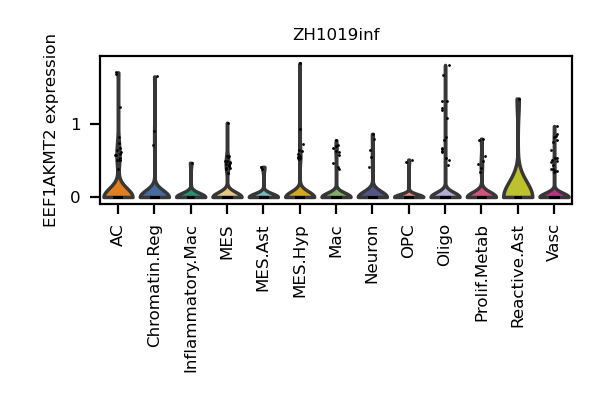 ZH1019inf
EEF1AKMT2 expression
1
0
AC
Chromatin.Reg
Inflammatory.Mac
MES
MES.Ast
MES.Hyp
Mac
Neuron
OPC
Oligo
Prolif.Metab
Reactive.Ast
Vasc